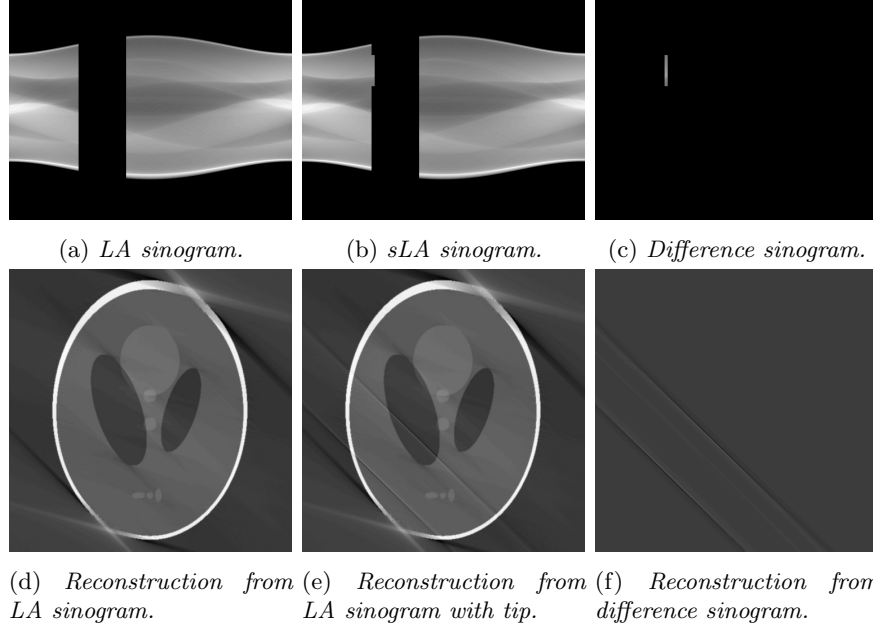 (a) LA sinogram.
(b) sLA sinogram.
(c) Difference sinogram.
(d) Reconstruction from
LA sinogram.
(e) Reconstruction from
LA sinogram with tip.
(f) Reconstruction from
difference sinogram.